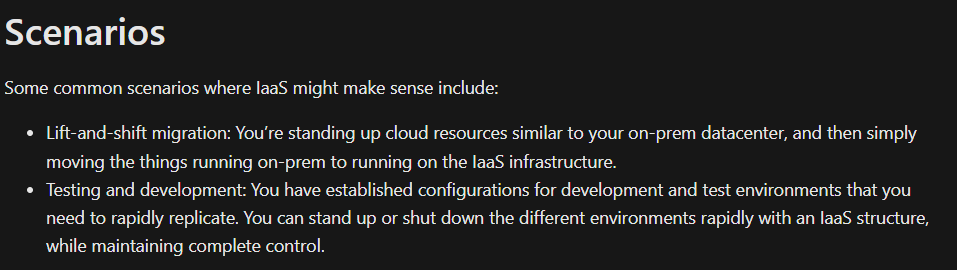 Scenarios
Some common scenarios where IaaS might make sense include:
• Lift-and-shift migration: You’re standing up cloud resources similar to your on-prem datacenter, and then simply
moving the things running on-prem to running on the IaaS infrastructure.
• Testing and development: You have established configurations for development and test environments that you
need to rapidly replicate. You can stand up or shut down the different environments rapidly with an IaaS structure,
while maintaining complete control.